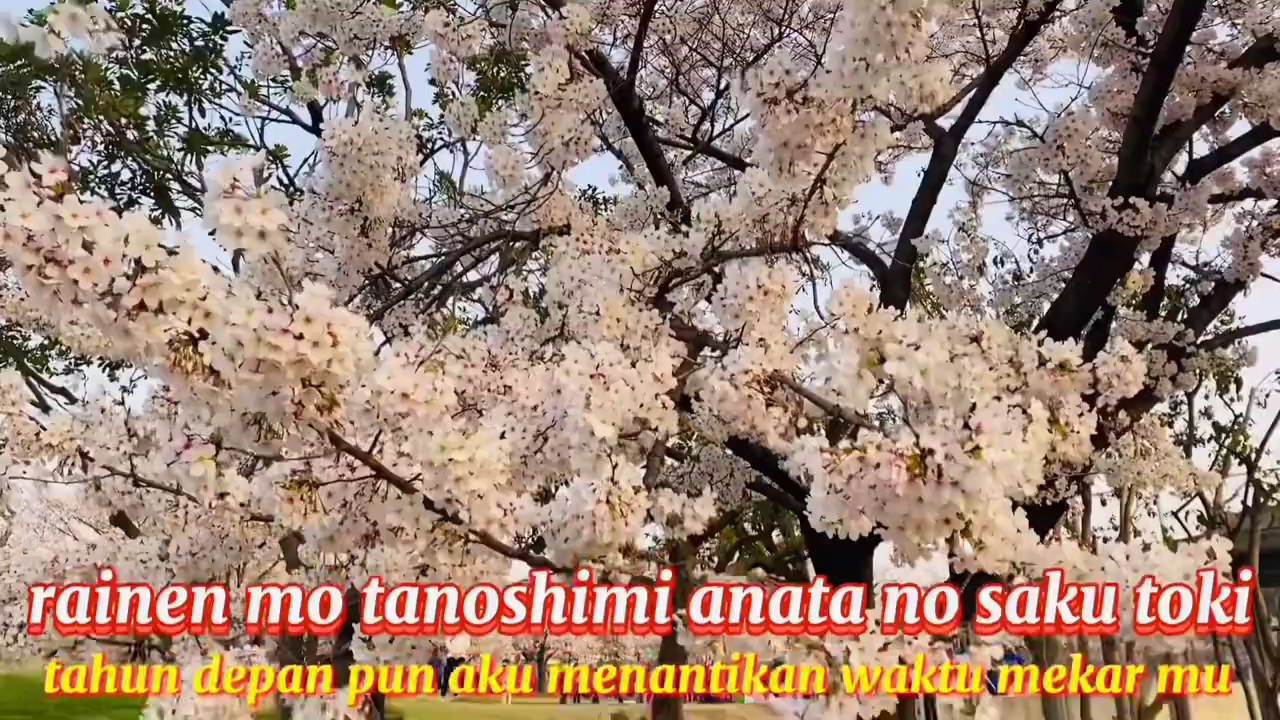 rainen mo tanoshimi anata no saku toki
tahun depan pun aku menantikan waktu mekar mu